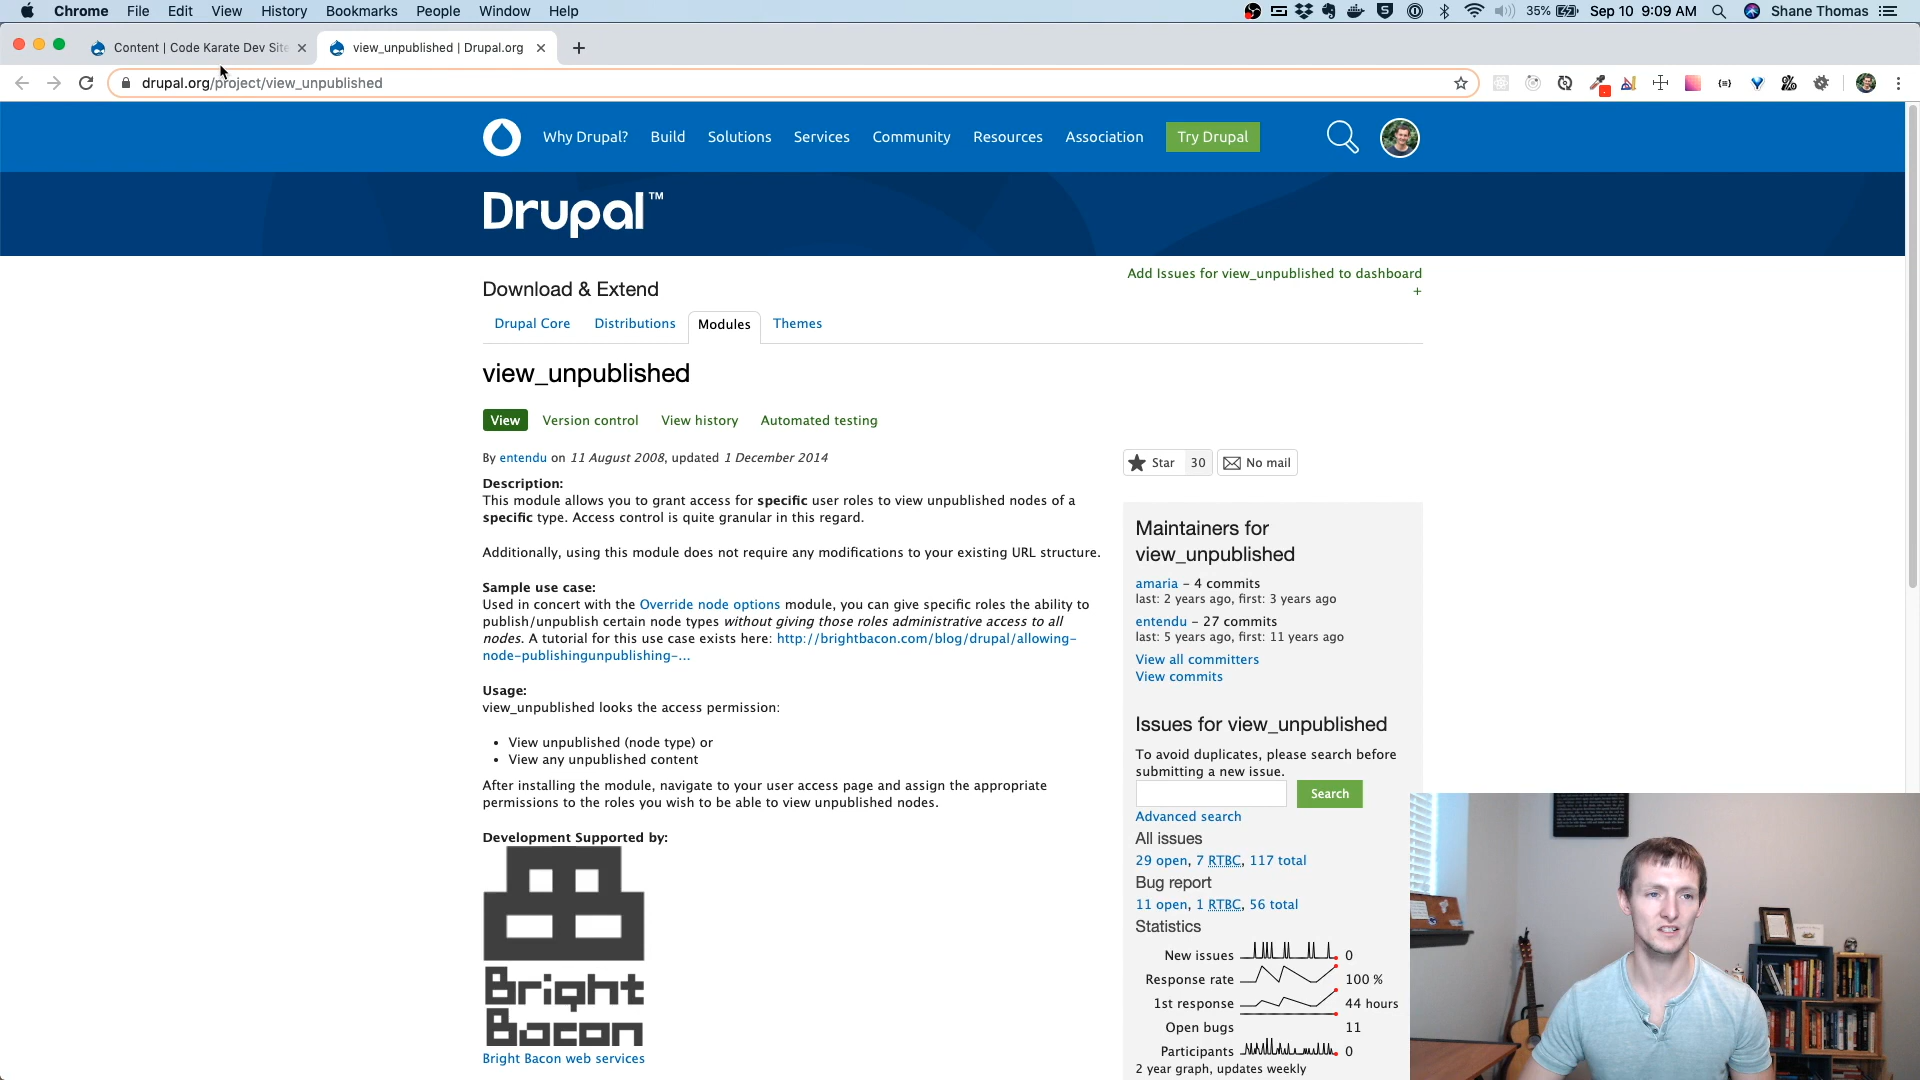 Chrome File Edit View History Bookmarks People Window Help 35% Sep 10 9:09 AM Shane Thomas
Content | Code Karate Dev Site view_unpublished | Drupal.org
drupal.org/project/view_unpublished
Why Drupal? Build Solutions Services Community Resources Association Try Drupal
Drupal™
Add Issues for view_unpublished to dashboard
+
Download & Extend
Drupal Core Distributions Modules Themes
view_unpublished
View Version control View history Automated testing
By entendu on 11 August 2008, updated 1 December 2014
Description:
This module allows you to grant access for specific user roles to view unpublished nodes of a
specific type. Access control is quite granular in this regard.
Additionally, using this module does not require any modifications to your existing URL structure.
Sample use case:
Used in concert with the Override node options module, you can give specific roles the ability to
publish/unpublish certain node types without giving those roles administrative access to all
nodes. A tutorial for this use case exists here: http://brightbacon.com/blog/drupal/allowing-
node-publishingunpublishing-...
Usage:
view_unpublished looks the access permission:
• View unpublished (node type) or
• View any unpublished content
After installing the module, navigate to your user access page and assign the appropriate
permissions to the roles you wish to be able to view unpublished nodes.
Development Supported by:
Bright
Bacon
Bright Bacon web services
Star 30 No mail
Maintainers for
view_unpublished
amaria – 4 commits
last: 2 years ago, first: 3 years ago
entendu – 27 commits
last: 5 years ago, first: 11 years ago
View all committers
View commits
Issues for view_unpublished
To avoid duplicates, please search before
submitting a new issue.
Search
Advanced search
All issues
29 open, 7 RTBC, 117 total
Bug report
11 open, 1 RTBC, 56 total
Statistics
New issues 0
Response rate 100 %
1st response 44 hours
Open bugs 11
Participants 0
2 year graph, updates weekly